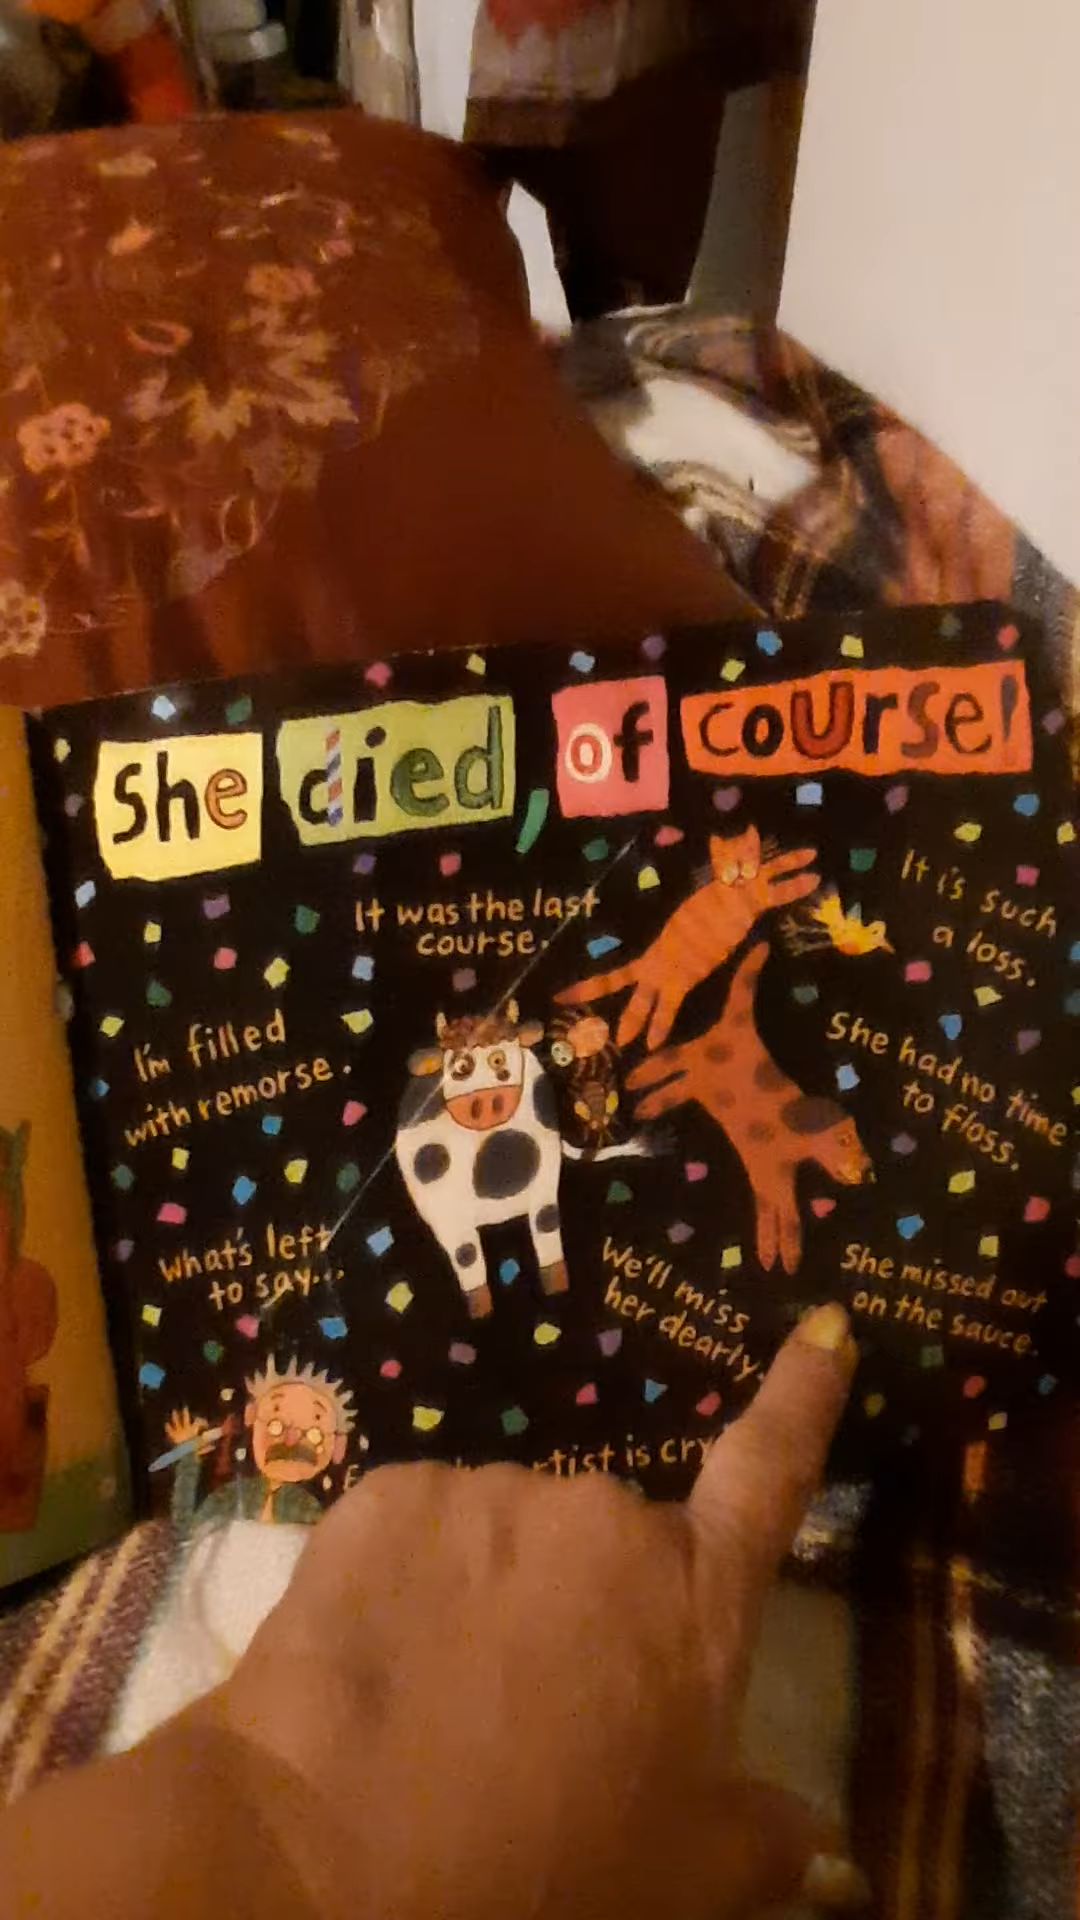 She died, of course!
It was the last
course.
It is such
a loss.
I'm filled
with remorse.
She had no time
to floss.
What's left
to say...
We'll miss
her dearly.
She missed out
on the sauce.
artist is